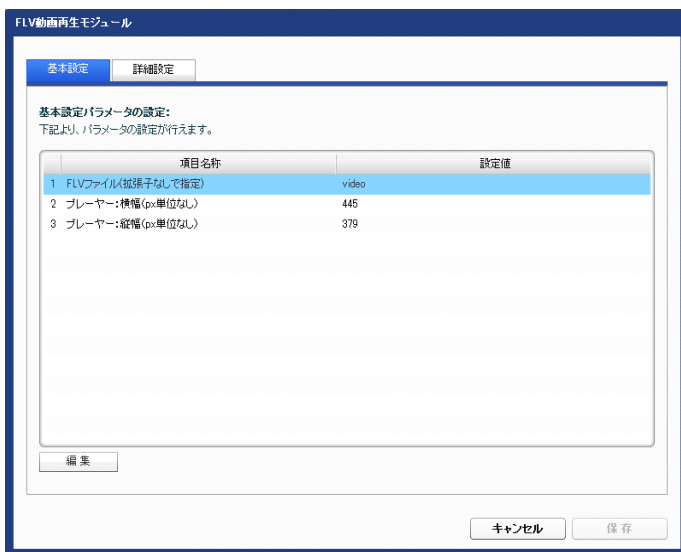 FLV動画再生モジュール
基本設定 詳細設定
基本設定パラメータの設定:
下記より、パラメータの設定が行えます。
項目名称 設定値
1 FLVファイル(拡張子なしで指定) video
2 プレーヤー:横幅(px単位なし) 445
3 プレーヤー:縦幅(px単位なし) 379
編集
キャンセル 保存